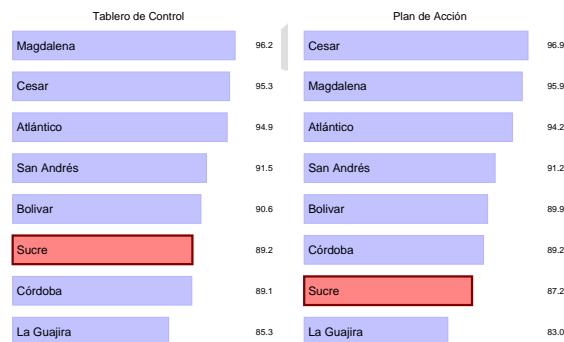 Tablero de Control
Magdalena 96.2
Cesar 95.3
Atlántico 94.9
San Andrés 91.5
Bolivar 90.6
Sucre 89.2
Córdoba 89.1
La Guajira 85.3
Plan de Acción
Cesar 96.9
Magdalena 95.9
Atlántico 94.2
San Andrés 91.2
Bolivar 89.9
Córdoba 89.2
Sucre 87.2
La Guajira 83.0